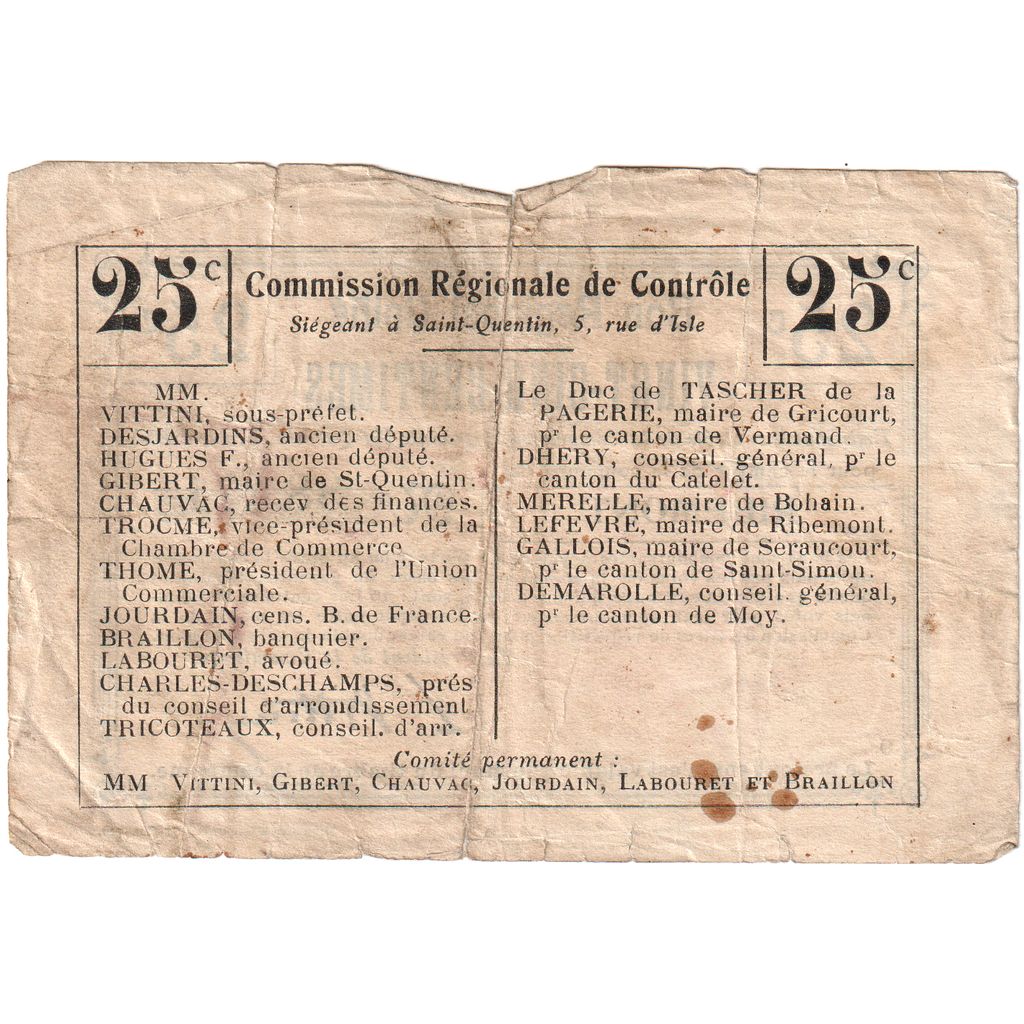 25c
Commission Régionale de Contrôle
Siégeant à Saint-Quentin, 5, rue d'Isle
25c
MM.
VITTINI, sous-préfet.
DESJARDINS, ancien député.
HUGUES F., ancien député.
GIBERT, maire de St-Quentin.
CHAUVAC, recev des finances.
TROCME, vice-président de la
Chambre de Commerce
THOME, président de l'Union
Commerciale.
JOURDAIN, cens. B. de France.
BRAILLON, banquier.
LABOURET, avoué.
CHARLES-DESCHAMPS, prés
du conseil d'arrondissement
TRICOTEAUX, conseil. d'arr.
Le Duc de TASCHER de la
PAGERIE, maire de Gricourt,
pr le canton de Vermand.
DHERY, conseil. général, pr le
canton du Catelet.
MERELLE, maire de Bohain.
LEFEVRE, maire de Ribemont.
GALLOIS, maire de Seraucourt,
pr le canton de Saint-Simon.
DEMAROLLE, conseil. général,
pr le canton de Moy.
Comité permanent :
MM VITTINI, GIBERT, CHAUVAC, JOURDAIN, LABOURET ET BRAILLON